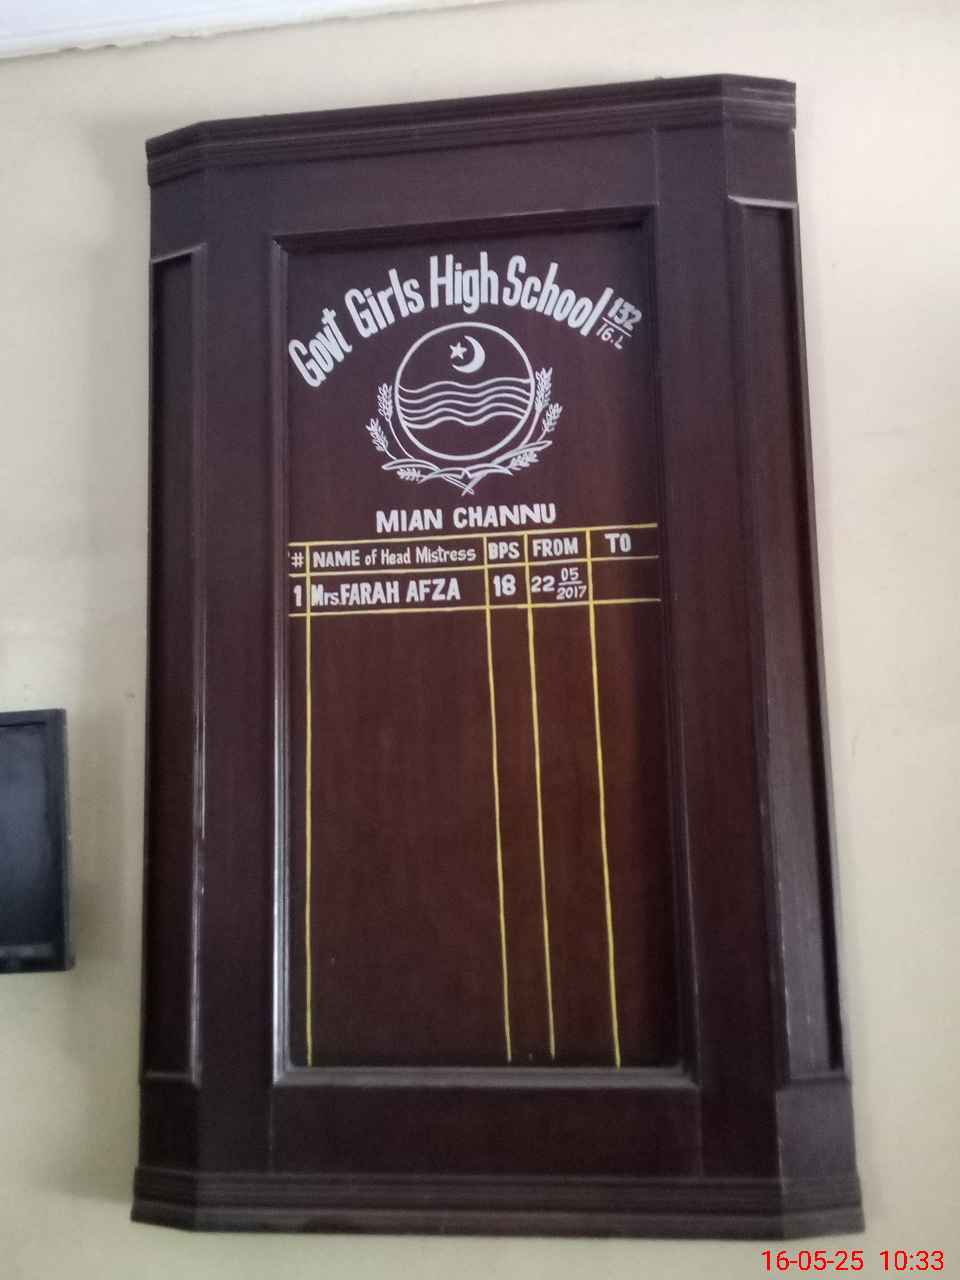 Govt Girls High School 132/16.L
MIAN CHANNU
# NAME of Head Mistress BPS FROM TO
1 Mrs. FARAH AFZA 18 22 05/2017
16-05-25 10:33